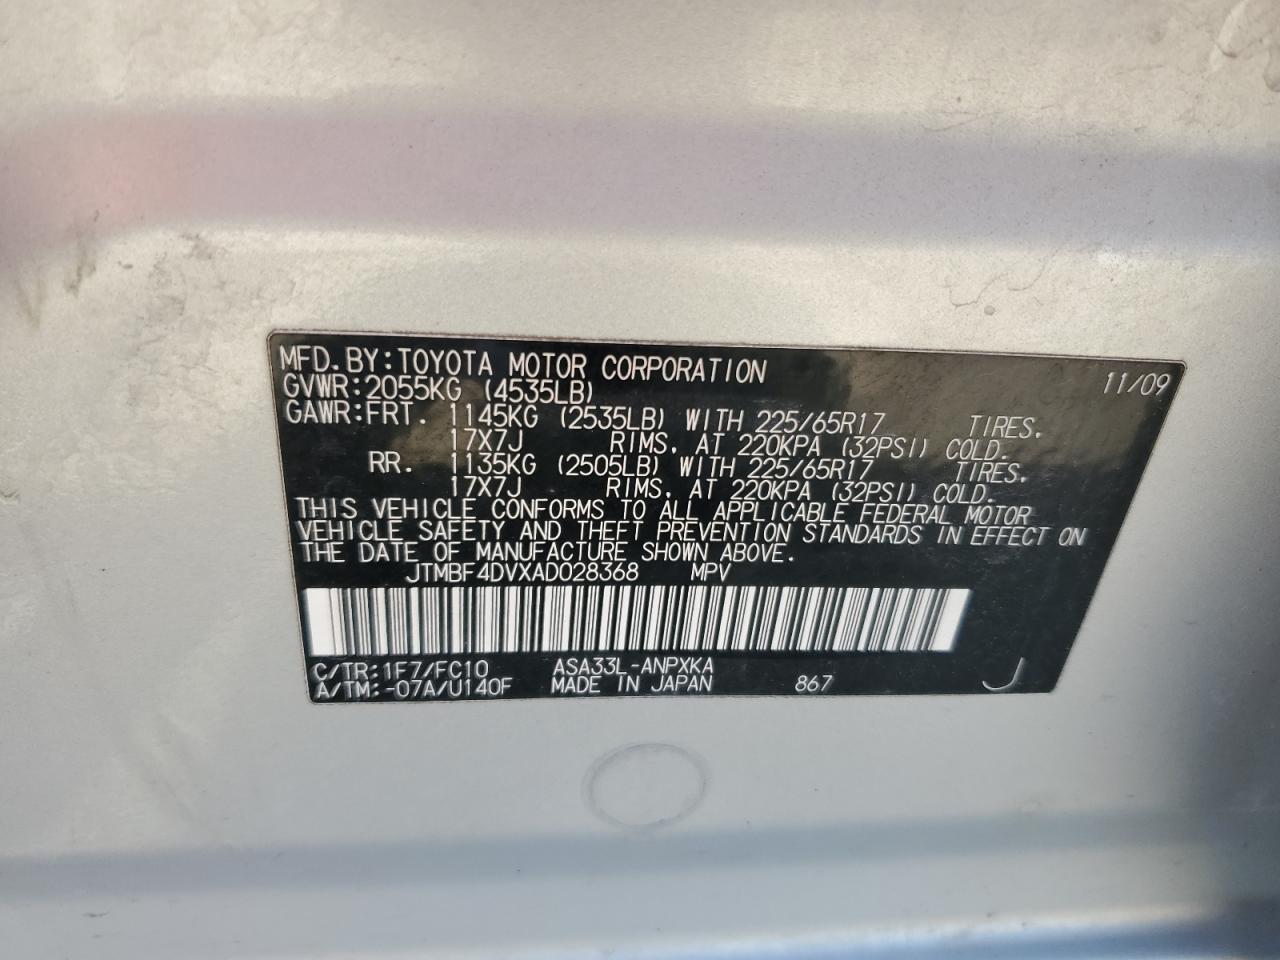 MFD. BY: TOYOTA MOTOR CORPORATION 11/09
GVWR: 2055KG (4535LB)
GAWR: FRT. 1145KG (2535LB) WITH 225/65R17 TIRES.
17X7J RIMS, AT 220KPA (32PSI) COLD.
RR. 1135KG (2505LB) WITH 225/65R17 TIRES.
17X7J RIMS, AT 220KPA (32PSI) COLD.
THIS VEHICLE CONFORMS TO ALL APPLICABLE FEDERAL MOTOR
VEHICLE SAFETY AND THEFT PREVENTION STANDARDS IN EFFECT ON
THE DATE OF MANUFACTURE SHOWN ABOVE.
JTMBF4DVXAD028368 MPV
C/TR: 1F7/FC10 ASA33L-ANPXKA
A/TM: -07A/U140F MADE IN JAPAN 867 J